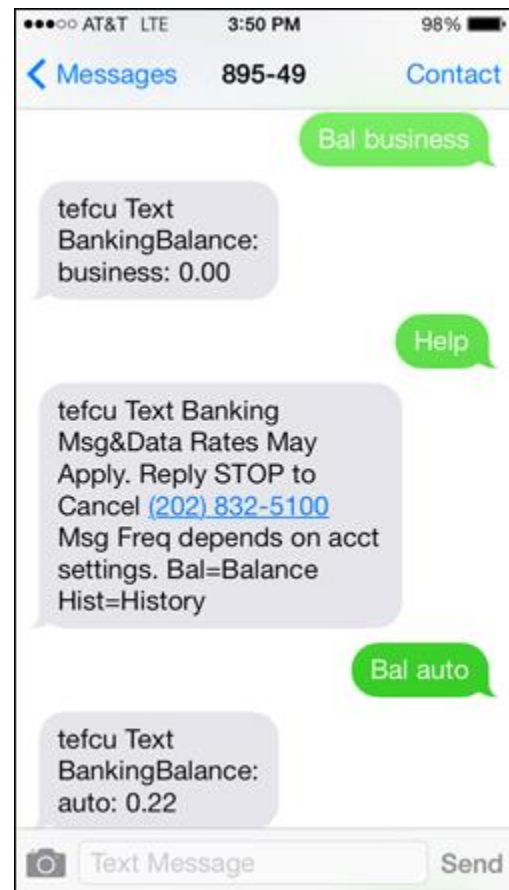 AT&T LTE 3:50 PM 98%
Messages 895-49 Contact
Bal business
tefcu Text
BankingBalance:
business: 0.00
Help
tefcu Text Banking
Msg&Data Rates May
Apply. Reply STOP to
Cancel (202) 832-5100
Msg Freq depends on acct
settings. Bal=Balance
Hist=History
Bal auto
tefcu Text
BankingBalance:
auto: 0.22
Text Message Send